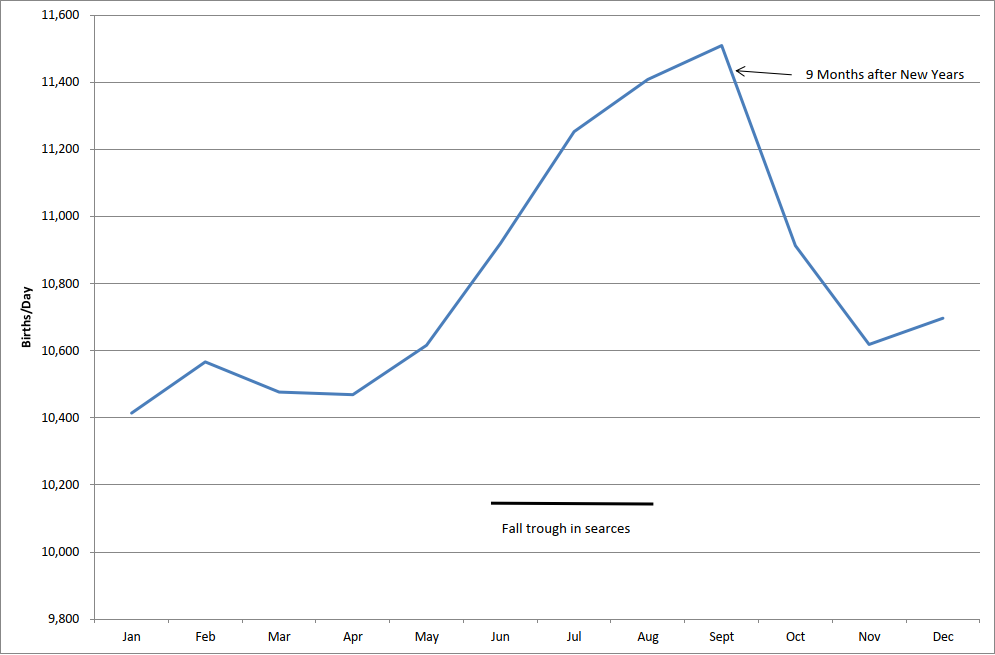 11,600
11,400
9 Months after New Years
11,200
11,000
10,800
Births/Day
10,600
10,400
10,200
Fall trough in searces
10,000
9,800
Jan Feb Mar Apr May Jun Jul Aug Sept Oct Nov Dec